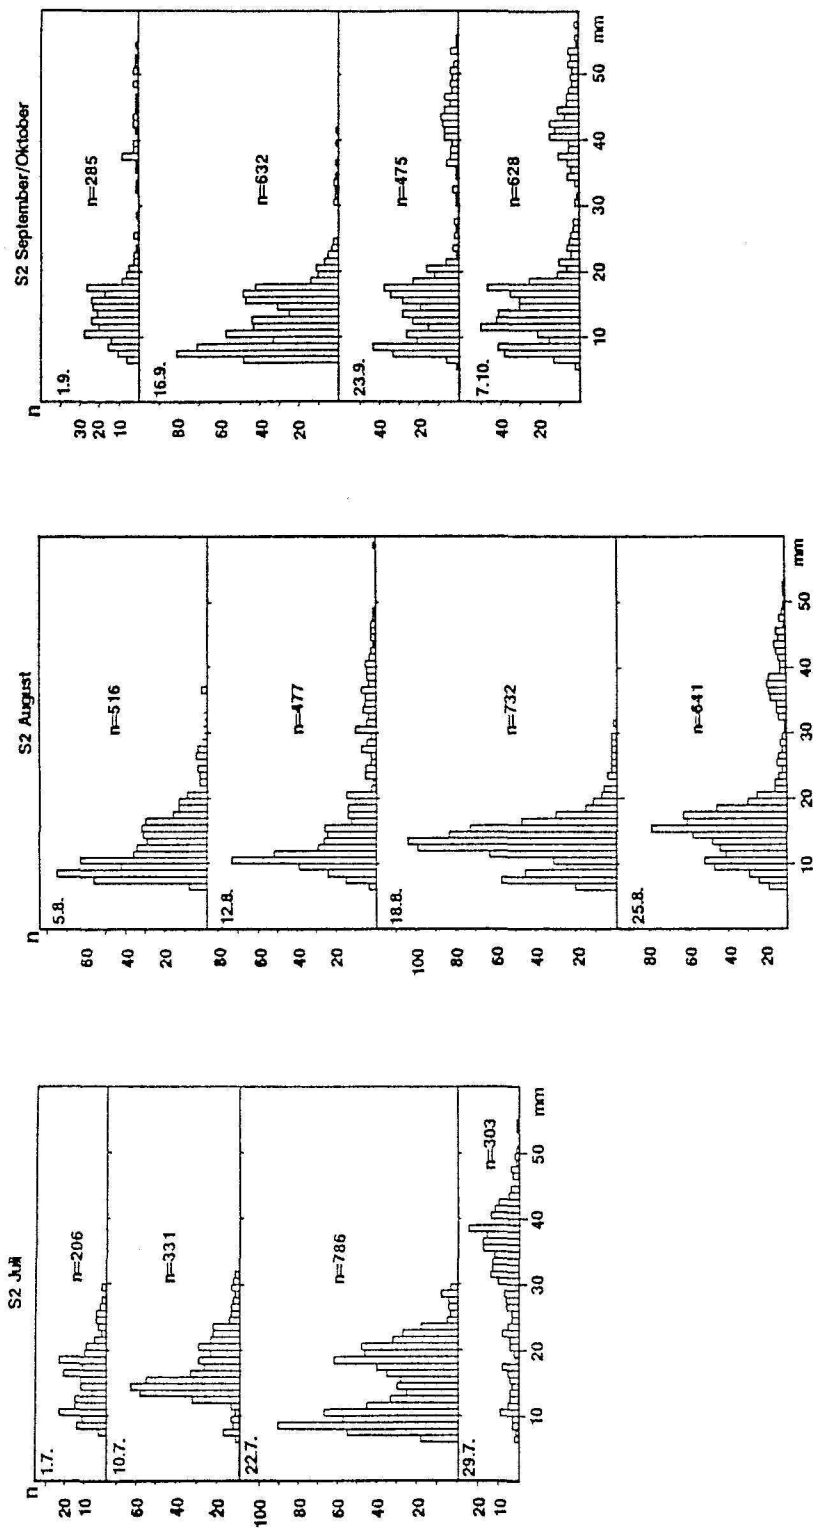 S2 Juli
n
1.7.
n=206
20
10
10.7.
n=331
60
40
20
22.7.
n=786
100
80
60
40
20
29.7.
n=303
20
10
10 20 30 40 50 mm
S2 August
n
5.8.
n=516
60
40
20
12.8.
n=477
80
60
40
20
18.8.
n=732
100
80
60
40
20
25.8.
n=641
80
60
40
20
10 20 30 40 50 mm
S2 September/Oktober
n
1.9.
n=285
30
20
10
16.9.
n=632
80
60
40
20
23.9.
n=475
40
20
7.10.
n=628
40
20
10 20 30 40 50 mm